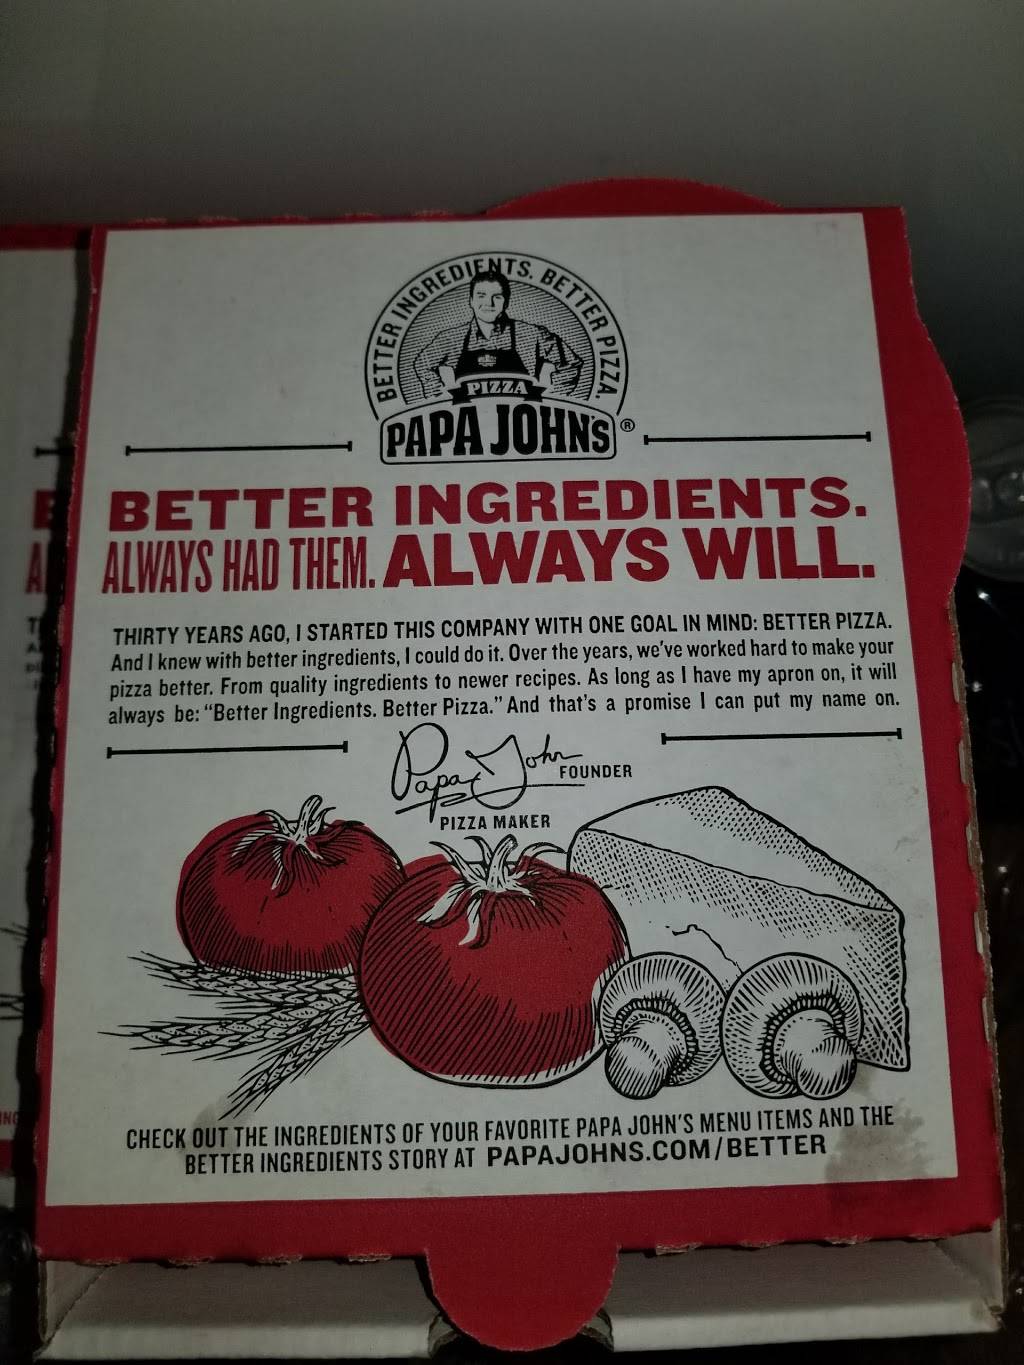 BETTER INGREDIENTS. BETTER PIZZA.
PIZZA
PAPA JOHNS®
BETTER INGREDIENTS.
ALWAYS HAD THEM. ALWAYS WILL.
THIRTY YEARS AGO, I STARTED THIS COMPANY WITH ONE GOAL IN MIND: BETTER PIZZA.
And I knew with better ingredients, I could do it. Over the years, we've worked hard to make your
pizza better. From quality ingredients to newer recipes. As long as I have my apron on, it will
always be: "Better Ingredients. Better Pizza." And that's a promise I can put my name on.
Papa John
FOUNDER
PIZZA MAKER
CHECK OUT THE INGREDIENTS OF YOUR FAVORITE PAPA JOHN'S MENU ITEMS AND THE
BETTER INGREDIENTS STORY AT PAPAJOHNS.COM/BETTER